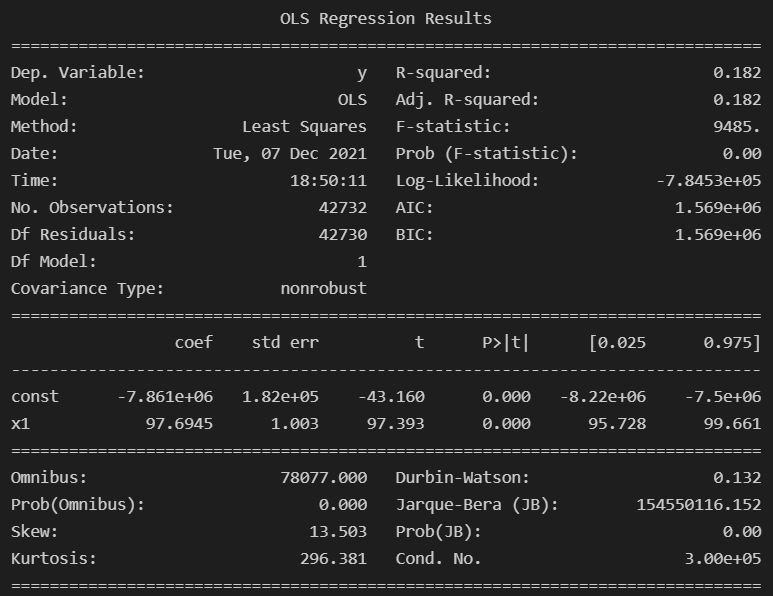 OLS Regression Results
==============================================================================
Dep. Variable:                      y   R-squared:                       0.182
Model:                            OLS   Adj. R-squared:                  0.182
Method:                 Least Squares   F-statistic:                     9485.
Date:                Tue, 07 Dec 2021   Prob (F-statistic):               0.00
Time:                        18:50:11   Log-Likelihood:            -7.8453e+05
No. Observations:               42732   AIC:                         1.569e+06
Df Residuals:                   42730   BIC:                         1.569e+06
Df Model:                           1
Covariance Type:            nonrobust
==============================================================================
                 coef    std err          t      P>|t|      [0.025      0.975]
------------------------------------------------------------------------------
const      -7.861e+06   1.82e+05    -43.160      0.000   -8.22e+06    -7.5e+06
x1            97.6945      1.003     97.393      0.000      95.728      99.661
==============================================================================
Omnibus:                    78077.000   Durbin-Watson:                   0.132
Prob(Omnibus):                  0.000   Jarque-Bera (JB):        154550116.152
Skew:                          13.503   Prob(JB):                         0.00
Kurtosis:                     296.381   Cond. No.                     3.00e+05
==============================================================================